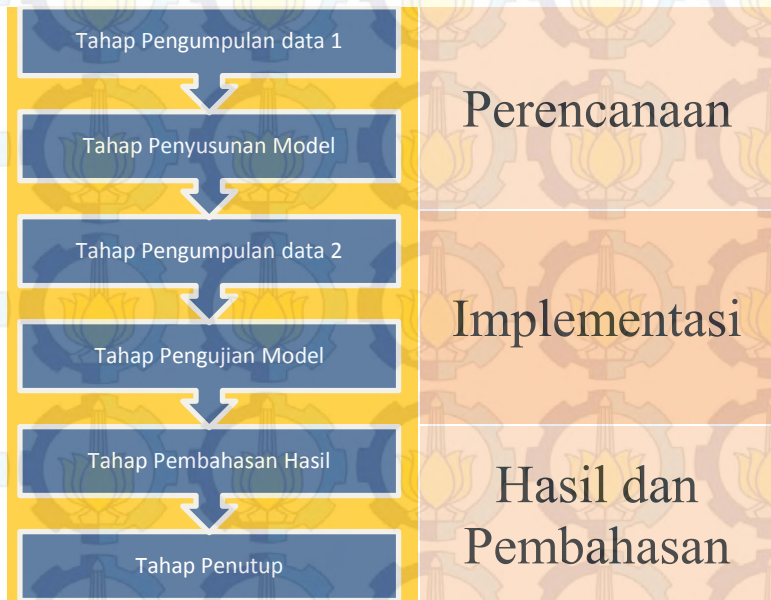 Tahap Pengumpulan data 1
Tahap Penyusunan Model
Tahap Pengumpulan data 2
Tahap Pengujian Model
Tahap Pembahasan Hasil
Tahap Penutup
Perencanaan
Implementasi
Hasil dan
Pembahasan